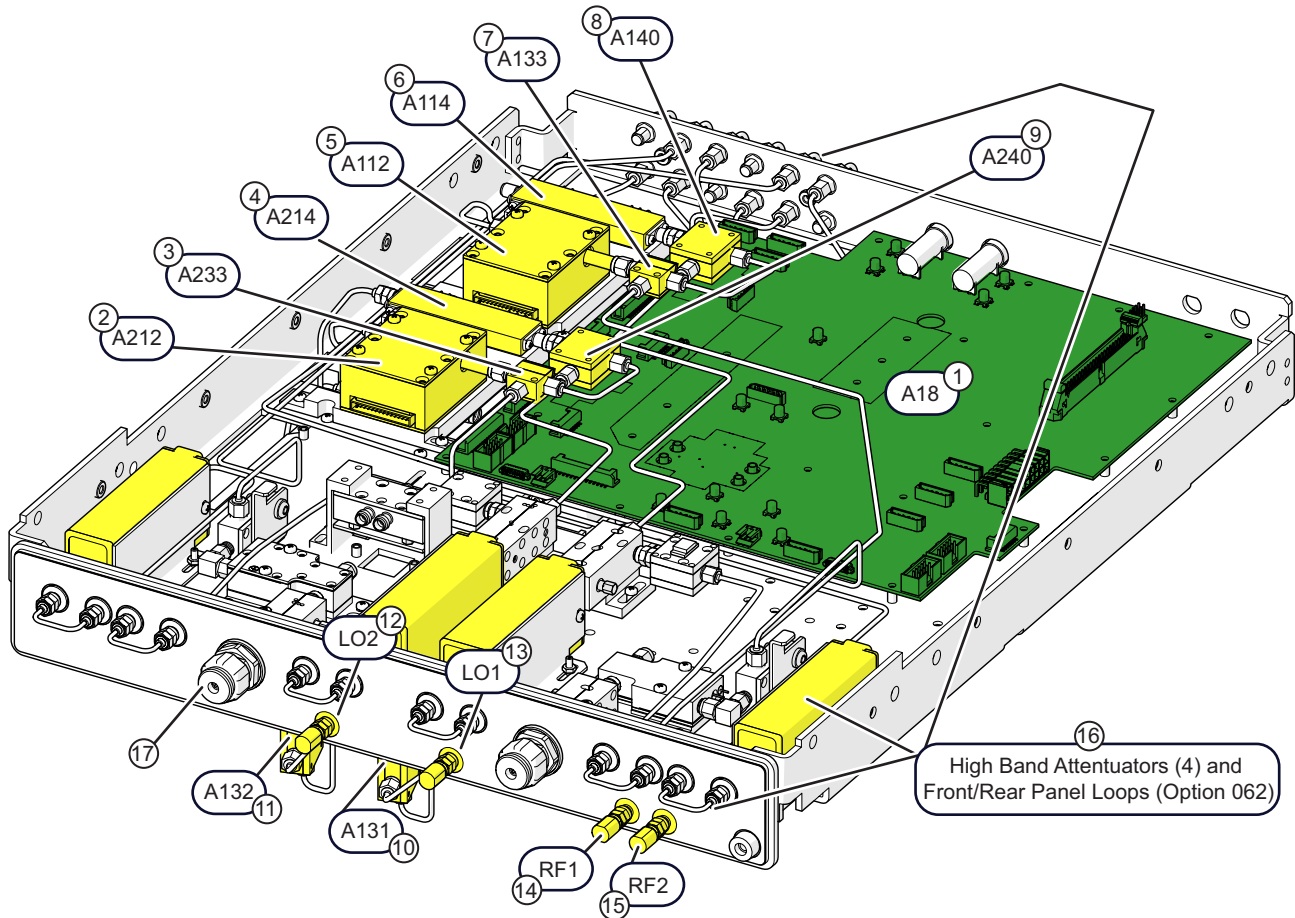 8
A140
7
A133
6
A114
9
A240
5
A112
4
A214
3
A233
2
A212
1
A18
12
LO2
13
LO1
17
16
High Band Attentuators (4) and
Front/Rear Panel Loops (Option 062)
A132
11
A131
10
RF1
14
RF2
15